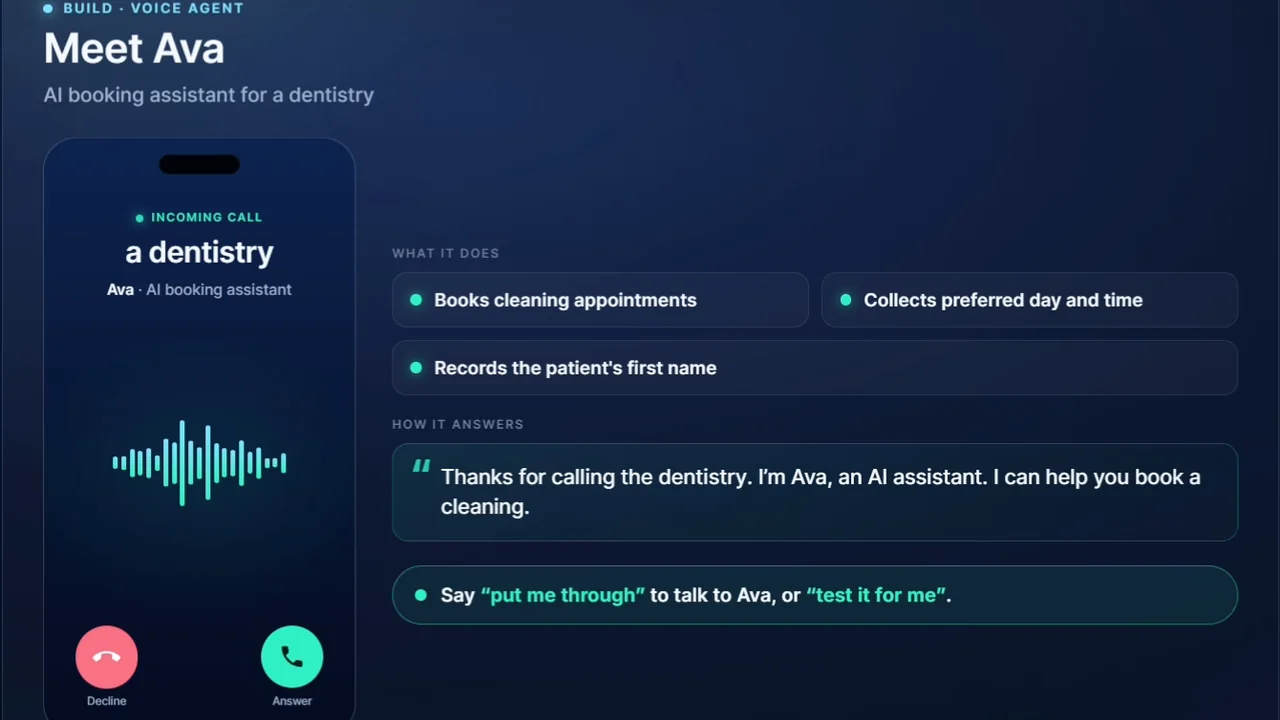 BUILD · VOICE AGENT
Meet Ava
AI booking assistant for a dentistry
INCOMING CALL
a dentistry
Ava · AI booking assistant
Decline
Answer
WHAT IT DOES
Books cleaning appointments
Collects preferred day and time
Records the patient's first name
HOW IT ANSWERS
“ Thanks for calling the dentistry. I’m Ava, an AI assistant. I can help you book a
cleaning.
Say “put me through” to talk to Ava, or “test it for me”.